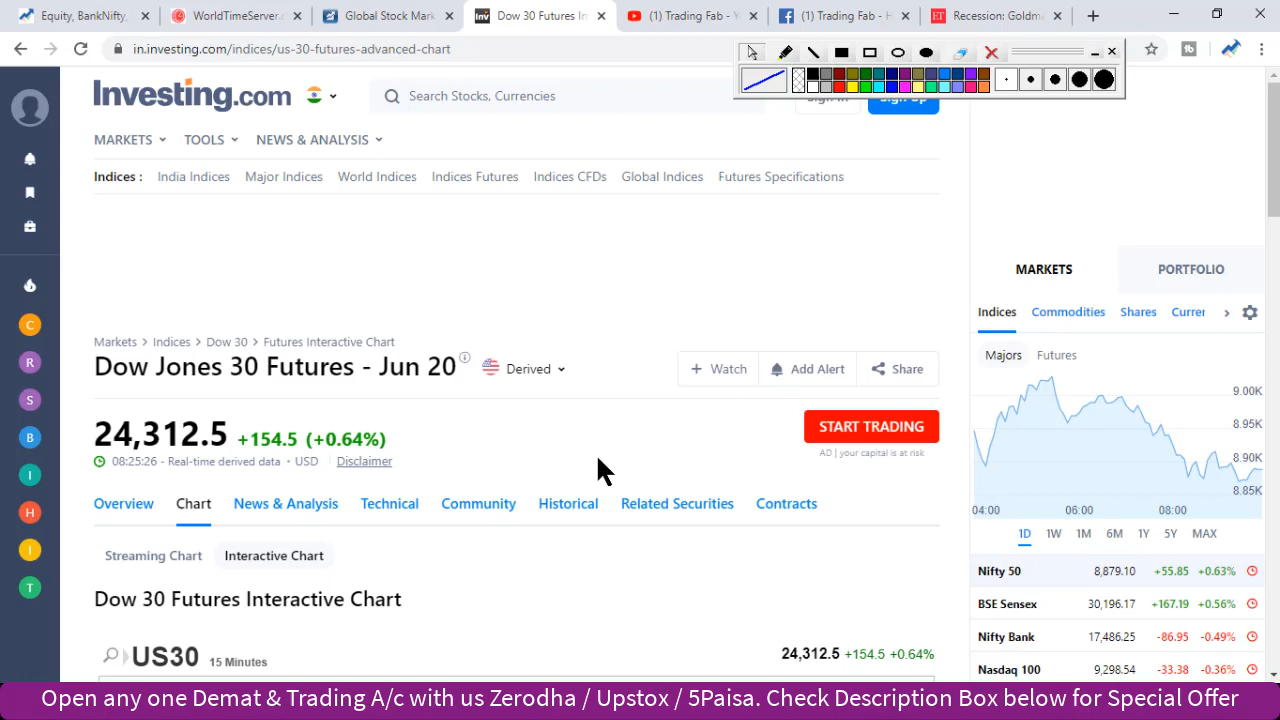 Equity,BankNifty,
WorldTimeServer.
Global Stock Mark
Dow 30 Futures In
(1) Trading Fab - Y
(1) Trading Fab - H
Recession: Goldm
in.investing.com/indices/us-30-futures-advanced-chart
Investing.com
Search Stocks, Currencies
Sign In
Sign Up
MARKETS
TOOLS
NEWS & ANALYSIS
Indices :
India Indices
Major Indices
World Indices
Indices Futures
Indices CFDs
Global Indices
Futures Specifications
Markets > Indices > Dow 30 > Futures Interactive Chart
Dow Jones 30 Futures - Jun 20
Derived
+ Watch
Add Alert
Share
24,312.5 +154.5 (+0.64%)
START TRADING
AD | your capital is at risk
08:25:26 - Real-time derived data • USD
Disclaimer
Overview
Chart
News & Analysis
Technical
Community
Historical
Related Securities
Contracts
Streaming Chart
Interactive Chart
Dow 30 Futures Interactive Chart
US30 15 Minutes
24,312.5 +154.5 +0.64%
C
R
S
B
I
H
I
T
MARKETS
PORTFOLIO
Indices
Commodities
Shares
Currer
Majors
Futures
9.00K
8.95K
8.90K
8.85K
04:00
06:00
08:00
1D
1W
1M
6M
1Y
5Y
MAX
Nifty 50 8,879.10 +55.85 +0.63%
BSE Sensex 30,196.17 +167.19 +0.56%
Nifty Bank 17,486.25 -86.95 -0.49%
Nasdaq 100 9,298.54 -33.38 -0.36%
Open any one Demat & Trading A/c with us Zerodha / Upstox / 5Paisa. Check Description Box below for Special Offer